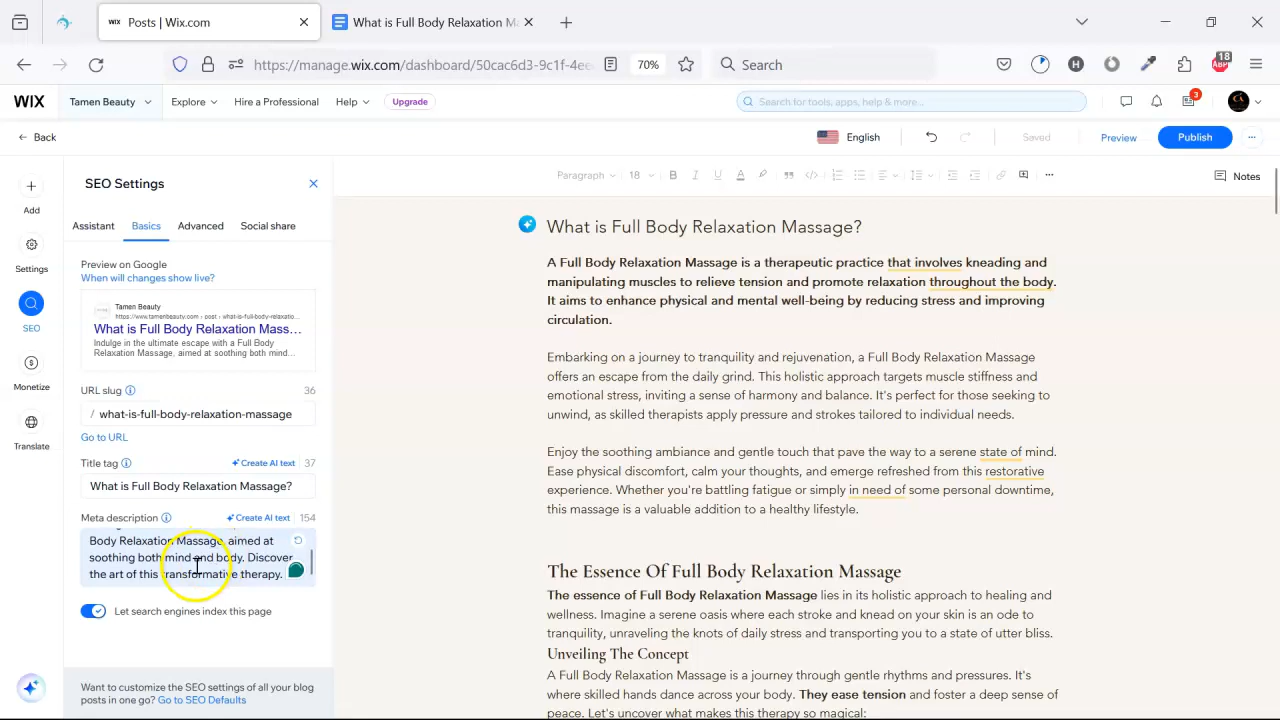 Posts | Wix.com
What is Full Body Relaxation M
https://manage.wix.com/dashboard/50cac6d3-9c1f-4ee
70%
Search
18
WIX
Tamen Beauty
Explore
Hire a Professional
Help
Upgrade
Search for tools, apps, help & more...
3
Back
English
Saved
Preview
Publish
SEO Settings
Paragraph
18
B
I
U
A
Notes
Add
Settings
SEO
Monetize
Translate
Assistant
Basics
Advanced
Social share
Preview on Google
When will changes show live?
Tamen Beauty
https://www.tamenbeauty.com › post › what-is-full-body-relaxatio...
What is Full Body Relaxation Mass...
Indulge in the ultimate escape with a Full
Body Relaxation Massage, aimed at soothing both mind...
URL slug
36
/ what-is-full-body-relaxation-massage
Go to URL
Title tag
Create AI text
37
What is Full Body Relaxation Massage?
Meta description
Create AI text
154
Body Relaxation Massage, aimed at
soothing both mind and body. Discover
the art of this transformative therapy.
Let search engines index this page
Want to customize the SEO settings of all your blog
posts in one go? Go to SEO Defaults
What is Full Body Relaxation Massage?
A Full Body Relaxation Massage is a therapeutic practice that involves kneading and
manipulating muscles to relieve tension and promote relaxation throughout the body.
It aims to enhance physical and mental well-being by reducing stress and improving
circulation.
Embarking on a journey to tranquility and rejuvenation, a Full Body Relaxation Massage
offers an escape from the daily grind. This holistic approach targets muscle stiffness and
emotional stress, inviting a sense of harmony and balance. It's perfect for those seeking to
unwind, as skilled therapists apply pressure and strokes tailored to individual needs.
Enjoy the soothing ambiance and gentle touch that pave the way to a serene state of mind.
Ease physical discomfort, calm your thoughts, and emerge refreshed from this restorative
experience. Whether you're battling fatigue or simply in need of some personal downtime,
this massage is a valuable addition to a healthy lifestyle.
The Essence Of Full Body Relaxation Massage
The essence of Full Body Relaxation Massage lies in its holistic approach to healing and
wellness. Imagine a serene oasis where each stroke and knead on your skin is an ode to
tranquility, unraveling the knots of daily stress and transporting you to a state of utter bliss.
Unveiling The Concept
A Full Body Relaxation Massage is a journey through gentle rhythms and pressures. It's
where skilled hands dance across your body. They ease tension and foster a deep sense of
peace. Let's uncover what makes this therapy so magical: